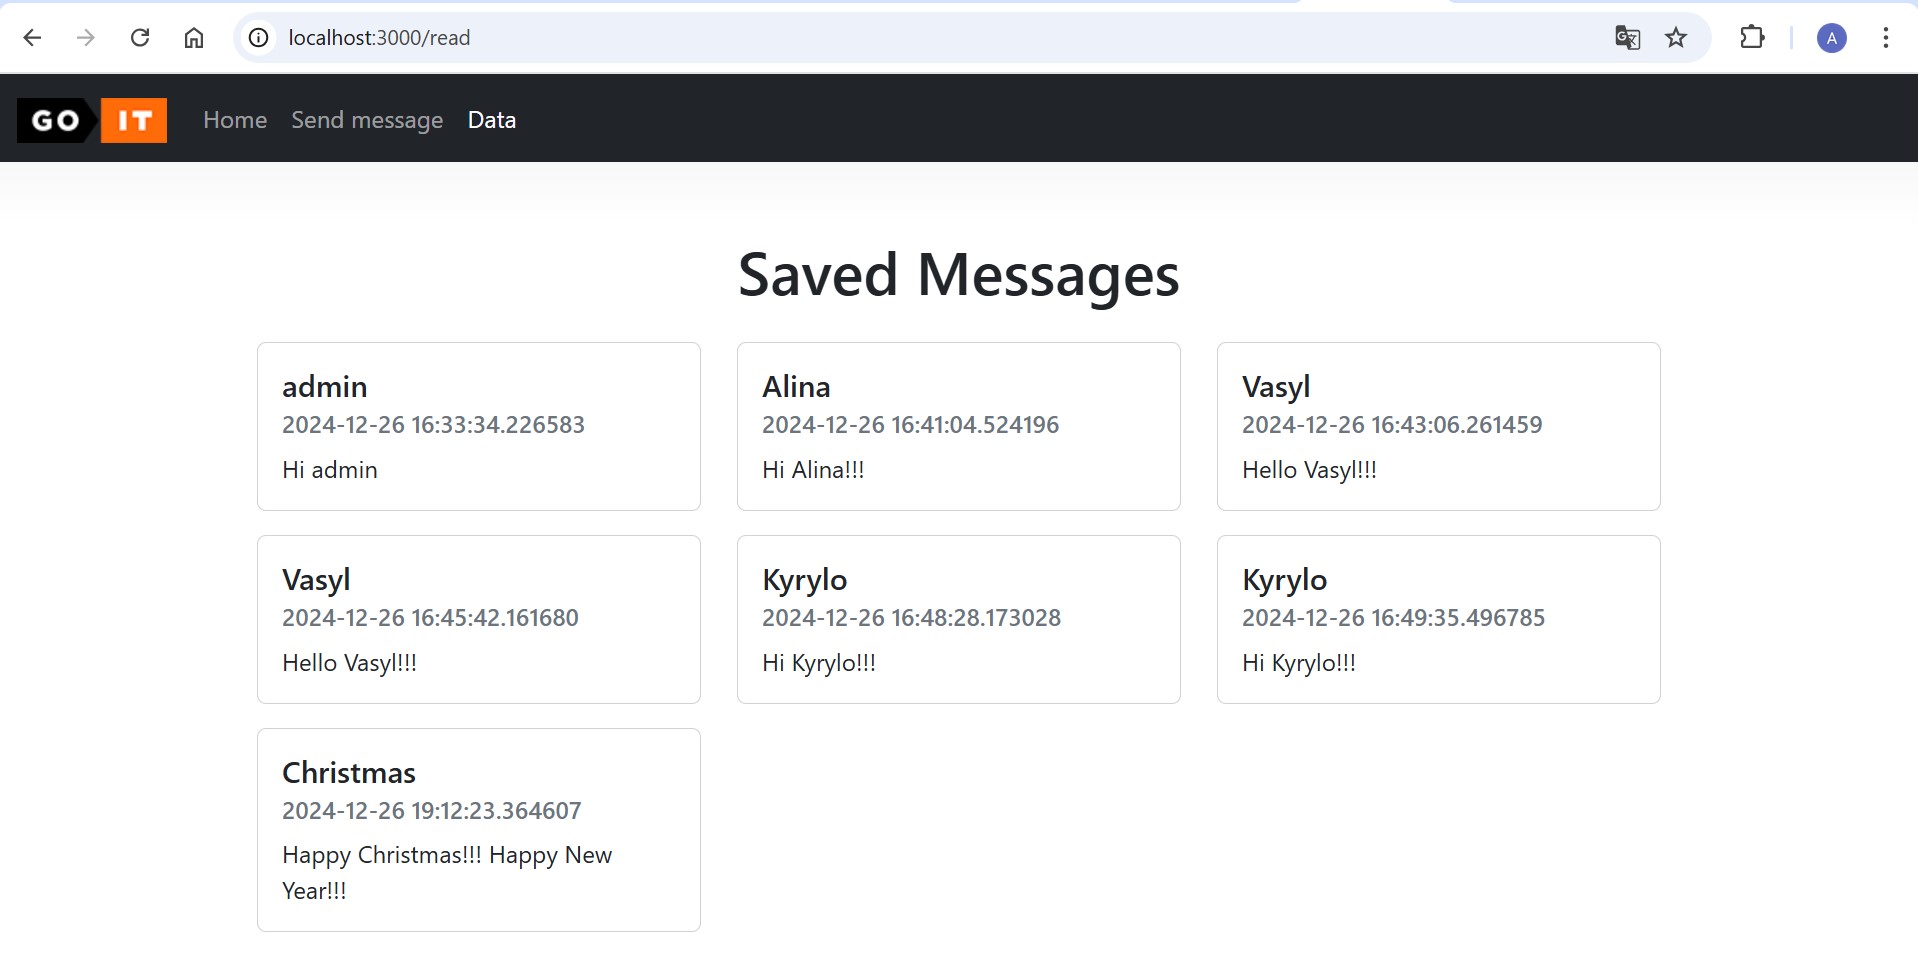 localhost:3000/read
A
GO IT Home Send message Data
Saved Messages
admin
2024-12-26 16:33:34.226583
Hi admin
Alina
2024-12-26 16:41:04.524196
Hi Alina!!!
Vasyl
2024-12-26 16:43:06.261459
Hello Vasyl!!!
Vasyl
2024-12-26 16:45:42.161680
Hello Vasyl!!!
Kyrylo
2024-12-26 16:48:28.173028
Hi Kyrylo!!!
Kyrylo
2024-12-26 16:49:35.496785
Hi Kyrylo!!!
Christmas
2024-12-26 19:12:23.364607
Happy Christmas!!! Happy New
Year!!!